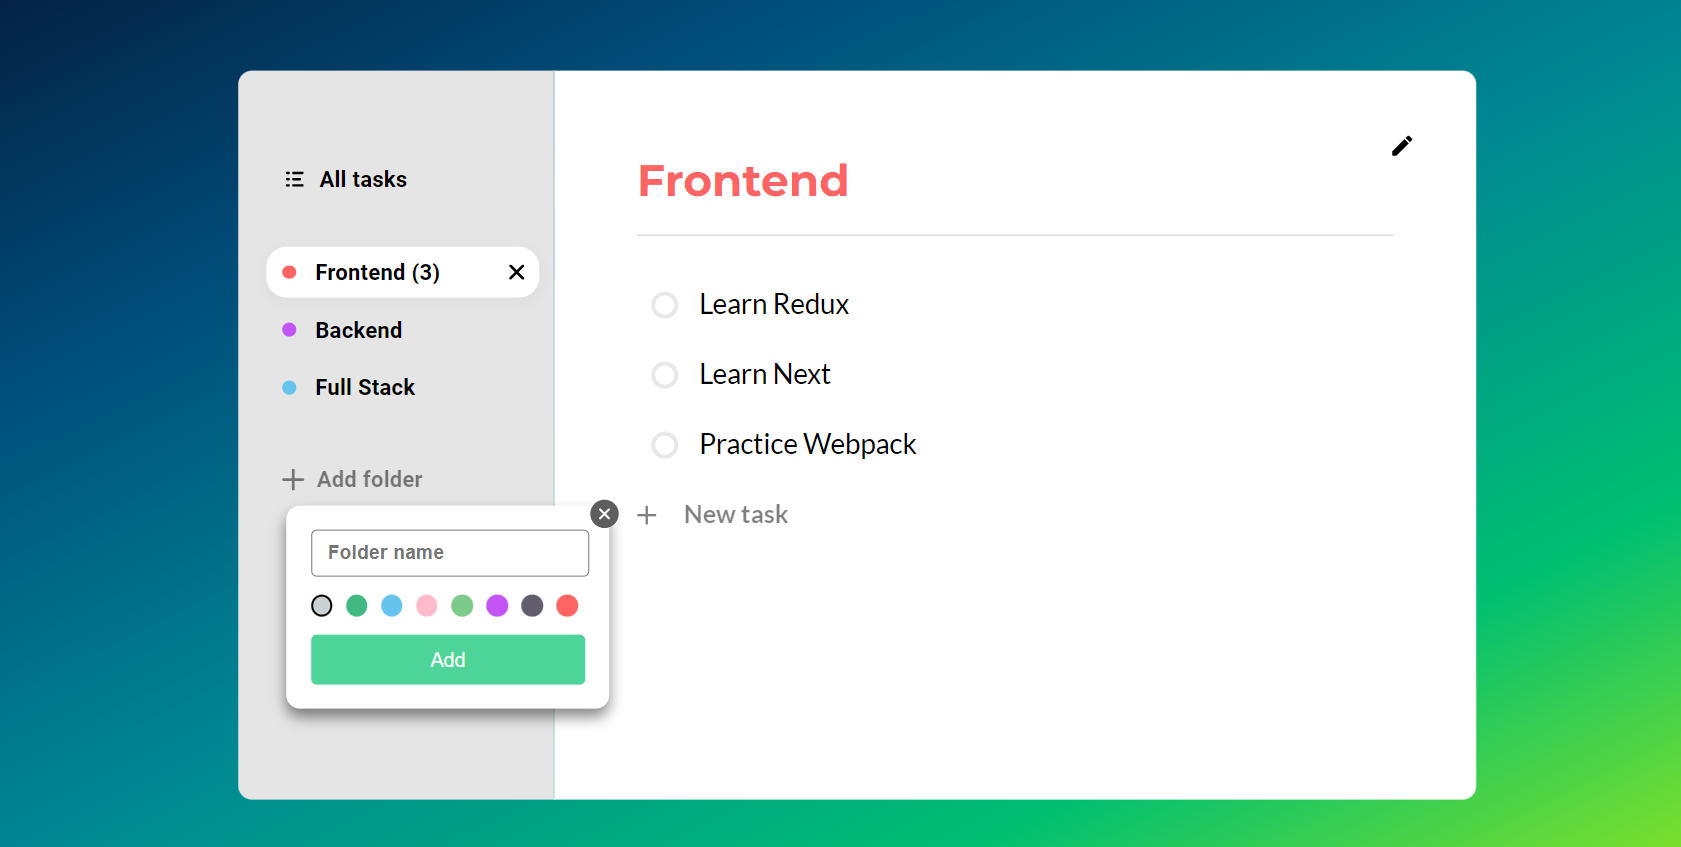 All tasks
Frontend (3)
Backend
Full Stack
Add folder
Folder name
Add
Frontend
Learn Redux
Learn Next
Practice Webpack
New task